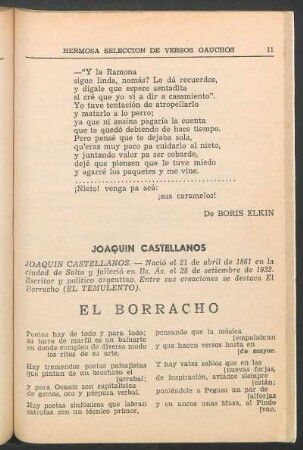 HERMOSA SELECCION DE VERSOS GAUCHOS 11
—"Y la Ramona
sigue linda, nomás? Le dá recuerdos,
y dígale que espere sentadita
si cré que yo vi a dir a casamiento".
Yo tuve tentación de atropellarlo
y matarlo a lo perro;
ya que ni ansina pagaría la cuenta
que te quedó debiendo de hace tiempo.
Pero pensé que te dejaba sola,
qu'eres muy poco pa cuidarlo al nieto,
y juntando valor pa ser cobarde,
dejé que piensen que le tuve miedo
y agarré los paquetes y me vine.
¡Nieto! venga pa acá:
¡sus caramelos!
De BORIS ELKIN
JOAQUIN CASTELLANOS
JOAQUIN CASTELLANOS. — Nació el 21 de abril de 1861 en la
ciudad de Salta y falleció en Bs. As. el 28 de setiembre de 1932.
Escritor y político argentino. Entre sus creaciones se destaca El
Borracho (EL TEMULENTO).
EL BORRACHO
Poetas hay de todo y para todo;
su torre de marfil es un baluarte
en donde cumplen de diverso modo
los ritos de su arte.
Hay tremendos poetas paisajistas
que pintan de un brochazo el
[arrabal;
y para Ocasos son capitalistas
de gemas, oro y púrpura verbal.
Hay poetas sinfónicos que labran
estrofas con un técnico primor,
pensando que la música
[empalabran
y que hacen versos hasta en
[do mayor.
Y hay vates sabios que en las
[nuevas forjas,
de inspiración, aviados siempre
[están;
poniéndole a Pegaso un par de
[alforjas
y en ancas unas Musa, al Pindo
[van.